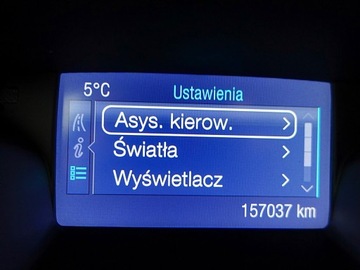 5°C Ustawienia
Asys. kierow.
Światła
Wyświetlacz
157037 km